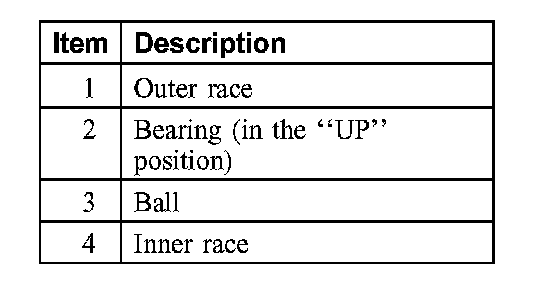 Item Description
1 Outer race
2 Bearing (in the “UP”
position)
3 Ball
4 Inner race